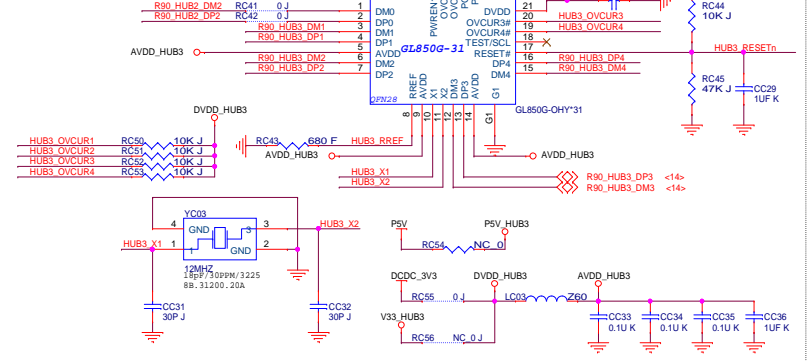 R90_HUB2_DM2 RC41 0 J 1 DM0
R90_HUB2_DP2 RC42 0 J 2 DP0
R90_HUB3_DM1 3 DM1
R90_HUB3_DP1 4 DP1
AVDD_HUB3 5 AVDD
R90_HUB3_DM2 6 DM2
R90_HUB3_DP2 7 DP2
GL850G-31
QFN28
DVDD 21
OVCUR3# 20 HUB3_OVCUR3
OVCUR4# 19 HUB3_OVCUR4
TEST/SCL 18
RESET# 17 HUB3_RESETn
DP4 16 R90_HUB3_DP4
DM4 15 R90_HUB3_DM4
RREF AVDD X1 X2 DM3 DP3 AVDD G1
8 9 10 11 12 13 14 G1
GL850G-OHY*31
RC44
10K J
RC45
47K J
CC29
1UF K
DVDD_HUB3
HUB3_OVCUR1 RC50 10K J
HUB3_OVCUR2 RC51 10K J
HUB3_OVCUR3 RC52 10K J
HUB3_OVCUR4 RC53 10K J
RC43 680 F HUB3_RREF
AVDD_HUB3
AVDD_HUB3
HUB3_X1
HUB3_X2
R90_HUB3_DP3 <14>
R90_HUB3_DM3 <14>
YC03
4 GND 3 3 HUB3_X2
HUB3_X1 1 1 GND 2
12MHZ
18pF/30PPM/3225
8B.31200.20A
CC31
30P J
CC32
30P J
P5V P5V_HUB3
RC54 NC_0
DCDC_3V3 DVDD_HUB3 AVDD_HUB3
RC55 0 J LC03 Z60
V33_HUB3
RC56 NC_0 J
CC33
0.1U K
CC34
0.1U K
CC35
0.1U K
CC36
1UF K